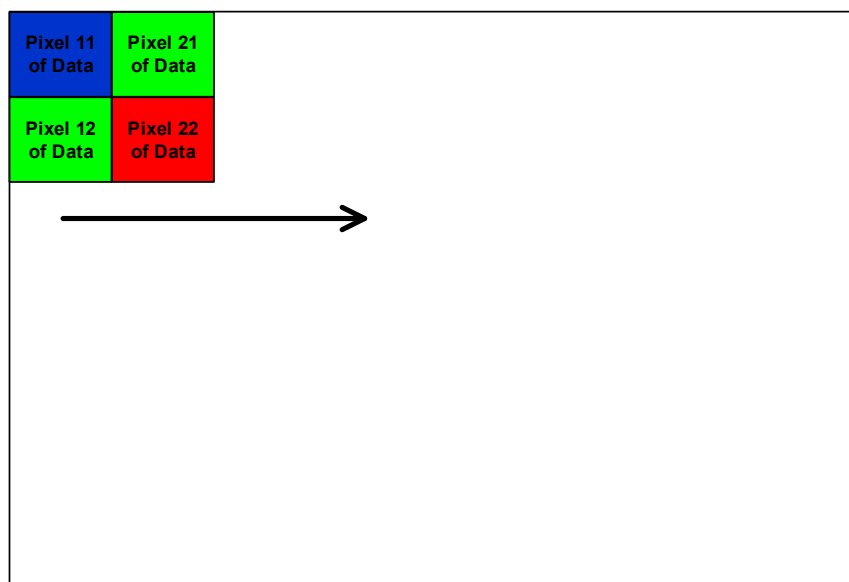 Pixel 11
of Data
Pixel 21
of Data
Pixel 12
of Data
Pixel 22
of Data